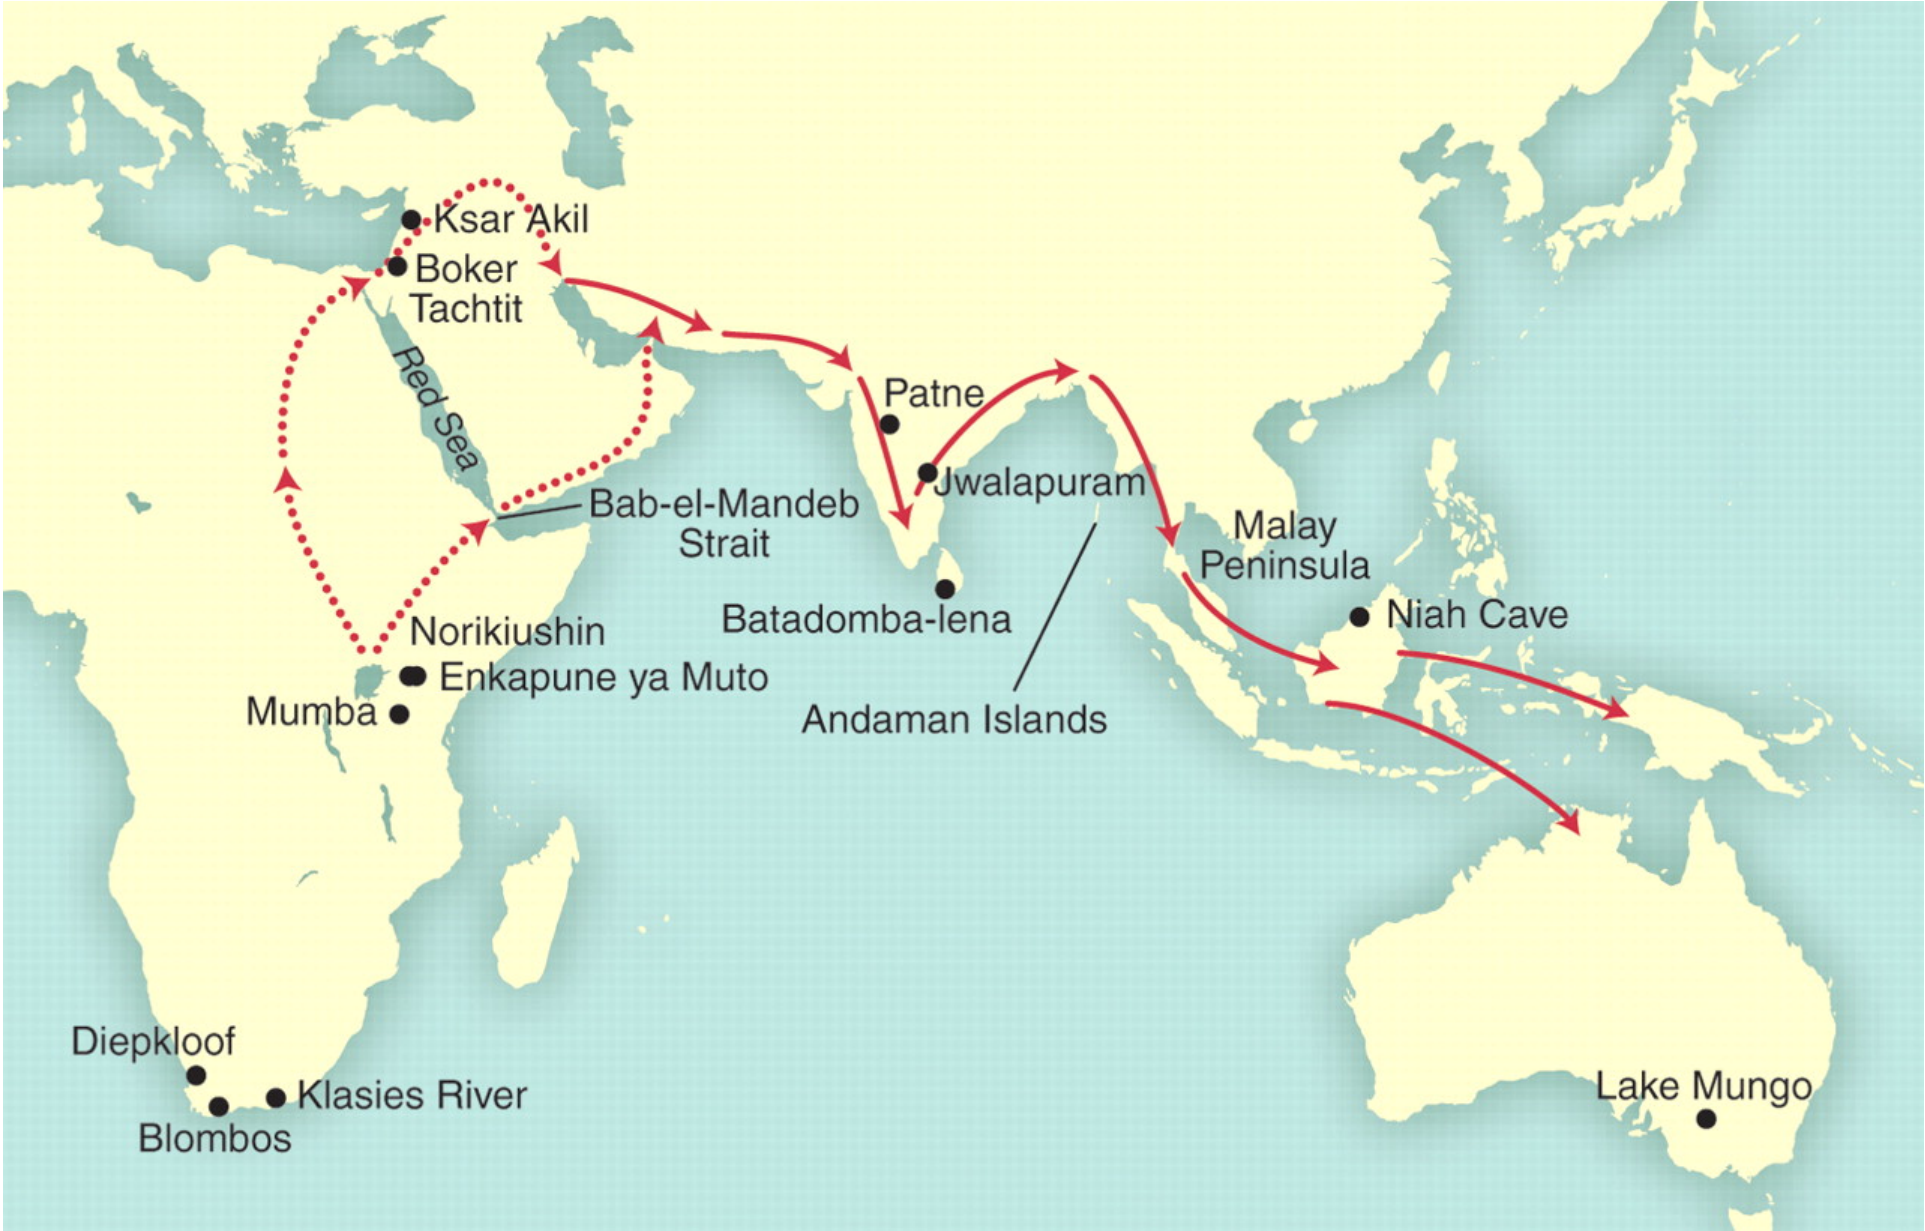 Ksar Akil
Boker
Tachtit
Red Sea
Patne
Jwalapuram
Bab-el-Mandeb
Strait
Malay
Peninsula
Batadomba-lena
Niah Cave
Norikiushin
Enkapune ya Muto
Mumba
Andaman Islands
Diepkloof
Klasies River
Blombos
Lake Mungo